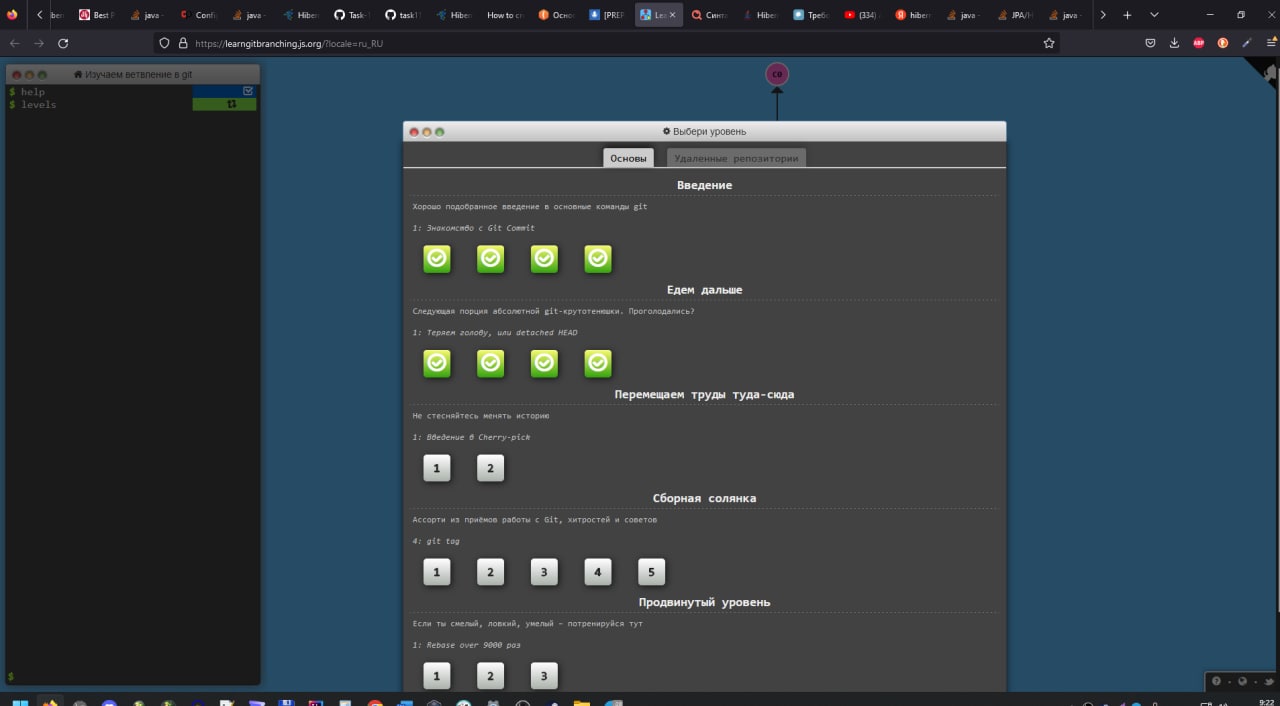 ber
Best P
java -
Confi
java -
Hiber
Task-1
task11
Hiber
How to cr
Осно
[PREP
Lea
Синта
Hiber
Требо
(334)
hiberr
java -
JPA/H
java -
https://learngitbranching.js.org/?locale=ru_RU
ABP
Изучаем ветвление в git
$ help
$ levels
c0
Выбери уровень
Основы
Удаленные репозитории
Введение
Хорошо подобранное введение в основные команды git
1: Знакомство с Git Commit
Едем дальше
Следующая порция абсолютной git-крутотенюшки. Проголодались?
1: Теряем голову, или detached HEAD
Перемещаем труды туда-сюда
Не стесняйтесь менять историю
1: Введение в Cherry-pick
1 2
Сборная солянка
Ассорти из приёмов работы с Git, хитростей и советов
4: git tag
1 2 3 4 5
Продвинутый уровень
Если ты смелый, ловкий, умелый – потренируйся тут
1: Rebase over 9000 раз
1 2 3
$
9:22